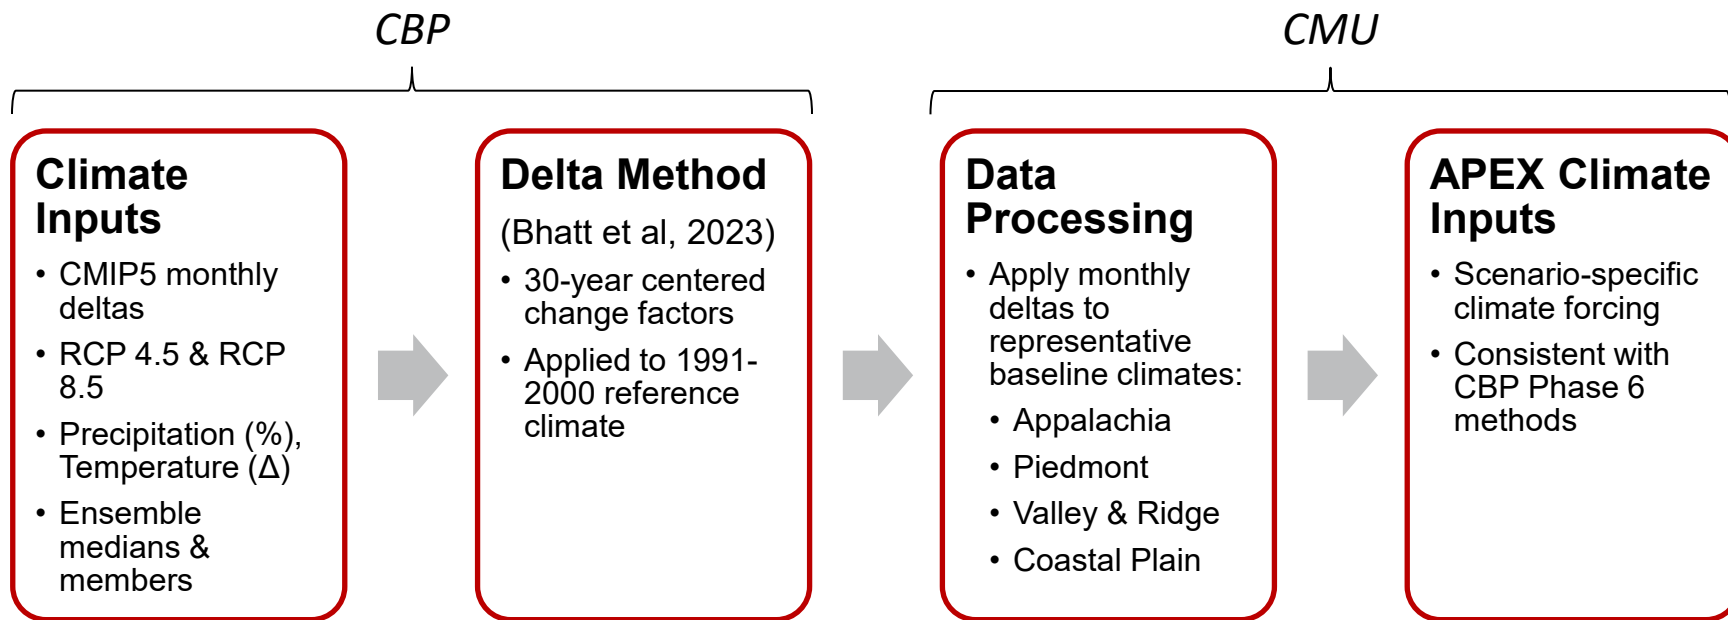 CBP
CMU
Climate
Inputs
• CMIP5 monthly
deltas
• RCP 4.5 & RCP
8.5
• Precipitation (%),
Temperature (Δ)
• Ensemble
medians &
members
Delta Method
(Bhatt et al, 2023)
• 30-year centered
change factors
• Applied to 1991-
2000 reference
climate
Data
Processing
• Apply monthly
deltas to
representative
baseline climates:
• Appalachia
• Piedmont
• Valley & Ridge
• Coastal Plain
APEX Climate
Inputs
• Scenario-specific
climate forcing
• Consistent with
CBP Phase 6
methods